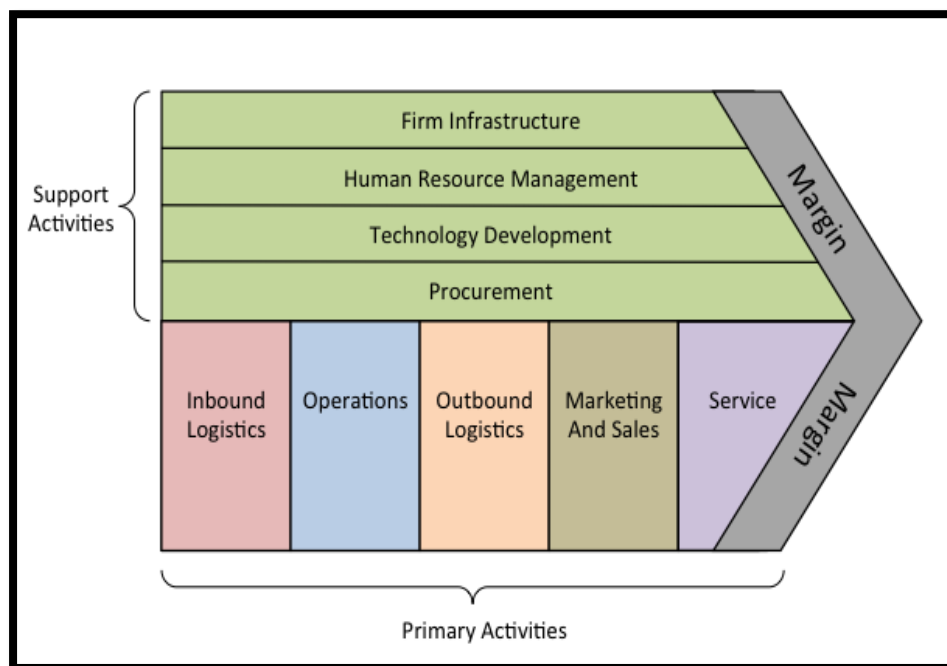 Firm Infrastructure
Human Resource Management
Technology Development
Procurement
Support
Activities
Margin
Inbound
Logistics
Operations
Outbound
Logistics
Marketing
And Sales
Service
Margin
Primary Activities